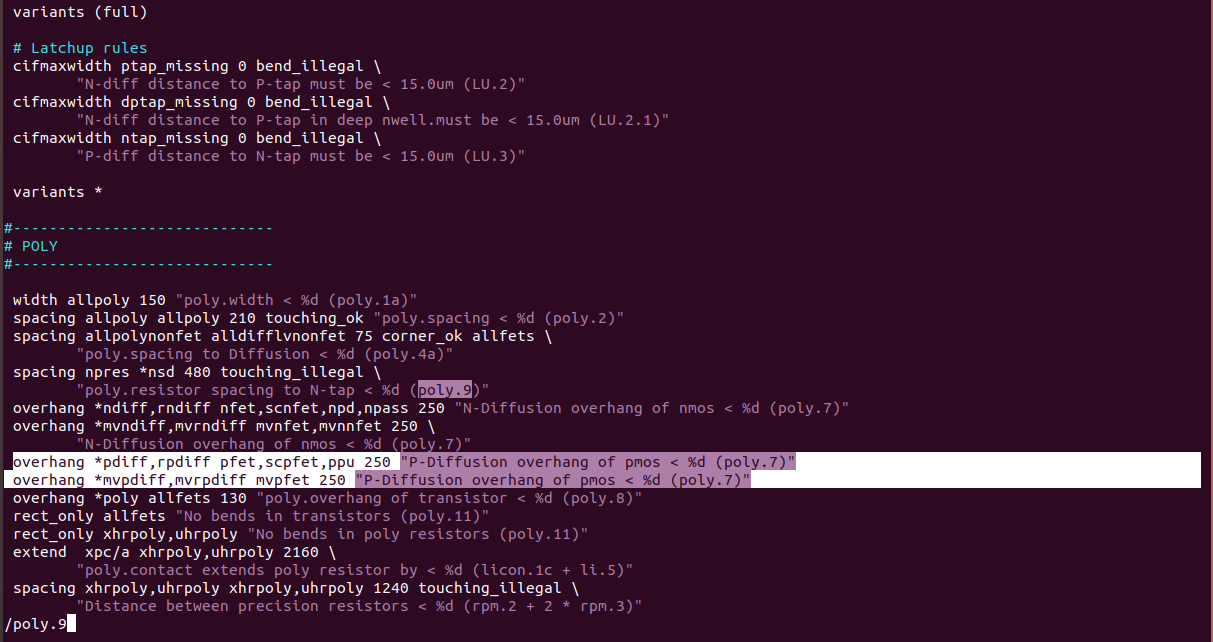 variants (full)
# Latchup rules
cifmaxwidth ptap_missing 0 bend_illegal \
"N-diff distance to P-tap must be < 15.0um (LU.2)"
cifmaxwidth dptap_missing 0 bend_illegal \
"N-diff distance to P-tap in deep nwell.must be < 15.0um (LU.2.1)"
cifmaxwidth ntap_missing 0 bend_illegal \
"P-diff distance to N-tap must be < 15.0um (LU.3)"
variants *
#-----------------------------
# POLY
#-----------------------------
width allpoly 150 "poly.width < %d (poly.1a)"
spacing allpoly allpoly 210 touching_ok "poly.spacing < %d (poly.2)"
spacing allpolynonfet alldifflvnonfet 75 corner_ok allfets \
"poly.spacing to Diffusion < %d (poly.4a)"
spacing npres *nsd 480 touching_illegal \
"poly.resistor spacing to N-tap < %d (poly.9)"
overhang *ndiff,rndiff nfet,scnfet,npd,npass 250 "N-Diffusion overhang of nmos < %d (poly.7)"
overhang *mvndiff,mvrndiff mvnfet,mvnnfet 250 \
"N-Diffusion overhang of nmos < %d (poly.7)"
overhang *pdiff,rpdiff pfet,scpfet,ppu 250 "P-Diffusion overhang of pmos < %d (poly.7)"
overhang *mvpdiff,mvrpdiff mvpfet 250 "P-Diffusion overhang of pmos < %d (poly.7)"
overhang *poly allfets 130 "poly.overhang of transistor < %d (poly.8)"
rect_only allfets "No bends in transistors (poly.11)"
rect_only xhrpoly,uhrpoly "No bends in poly resistors (poly.11)"
extend  xpc/a xhrpoly,uhrpoly 2160 \
"poly.contact extends poly resistor by < %d (licon.1c + li.5)"
spacing xhrpoly,uhrpoly xhrpoly,uhrpoly 1240 touching_illegal \
"Distance between precision resistors < %d (rpm.2 + 2 * rpm.3)"
/poly.9